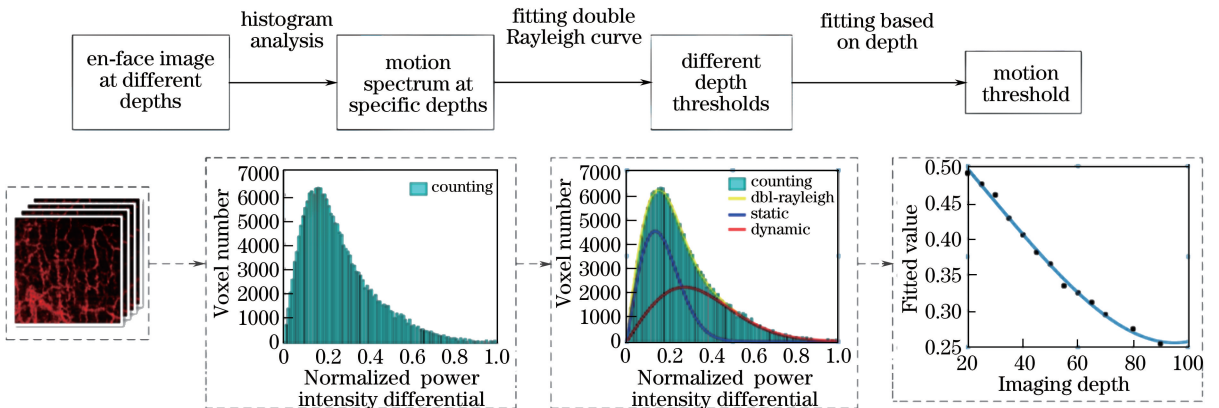 en-face image
at different
depths
histogram
analysis
motion
spectrum at
specific depths
fitting double
Rayleigh curve
different
depth
thresholds
fitting based
on depth
motion
threshold
Voxel number
7000
6000
5000
4000
3000
2000
1000
0
counting
0 0.2 0.4 0.6 0.8 1.0
Normalized power
intensity differential
Voxel number
7000
6000
5000
4000
3000
2000
1000
0
counting
dbl-rayleigh
static
dynamic
0 0.2 0.4 0.6 0.8 1.0
Normalized power
intensity differential
Fitted value
0.50
0.45
0.40
0.35
0.30
0.25
20 40 60 80 100
Imaging depth